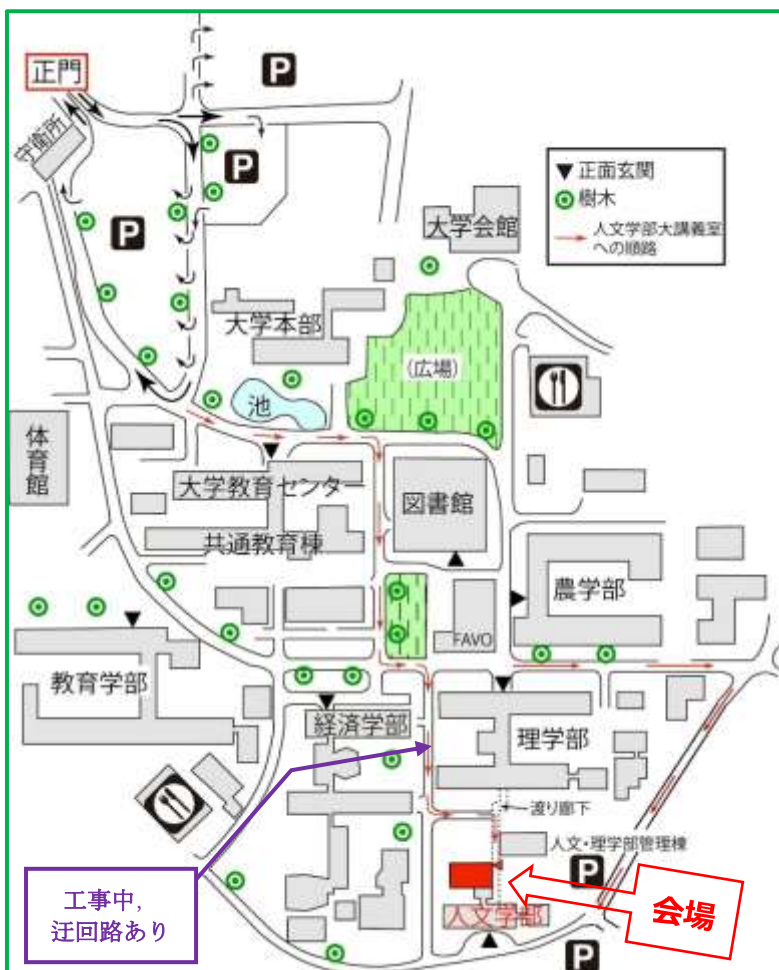 正門
P
守衛所
P
P
▼正面玄関
樹木
人文学部大講義室
への順路
大学会館
大学本部
(広場)
池
体育館
大学教育センター
図書館
共通教育棟
農学部
FAVO
教育学部
経済学部
理学部
渡り廊下
人文・理学部管理棟
P
会場
人文学部
工事中,
迂回路あり
P